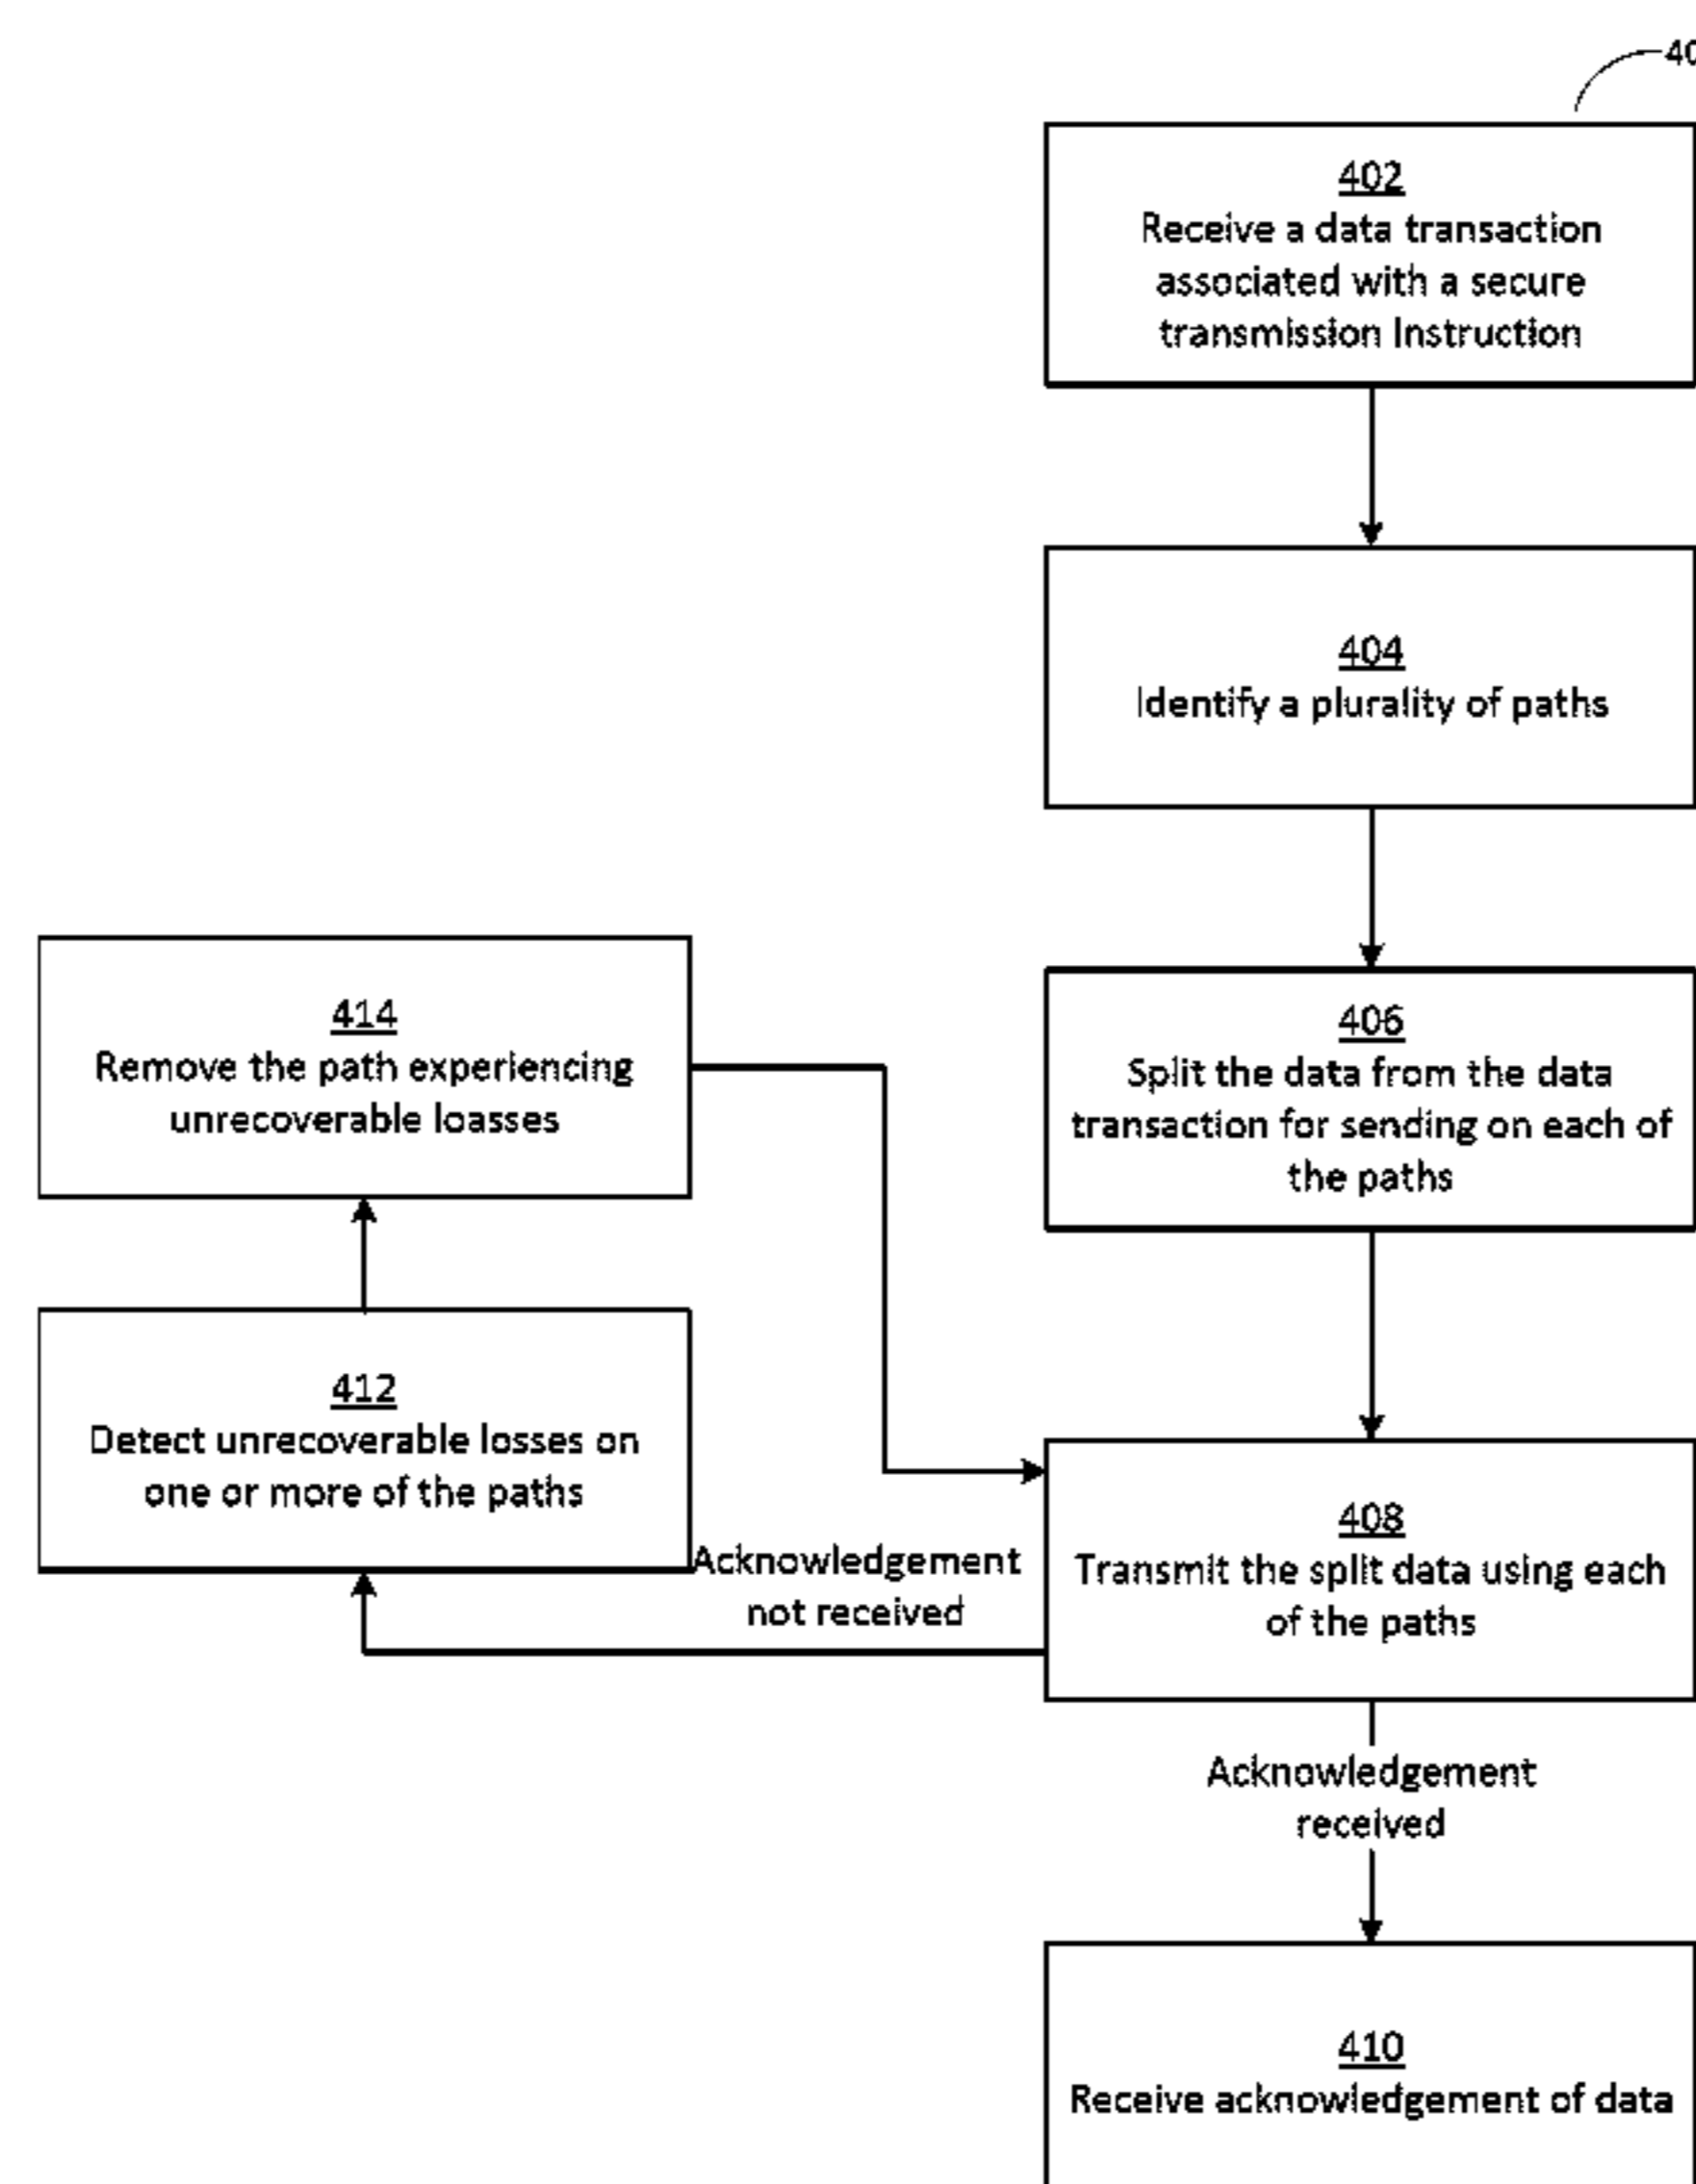 40
402
Receive a data transaction
associated with a secure
transmission Instruction
404
Identify a plurality of paths
406
Split the data from the data
transaction for sending on each of
the paths
414
Remove the path experiencing
unrecoverable loasses
412
Detect unrecoverable losses on
one or more of the paths
Acknowledgement
not received
408
Transmit the split data using each
of the paths
Acknowledgement
received
410
Receive acknowledgement of data